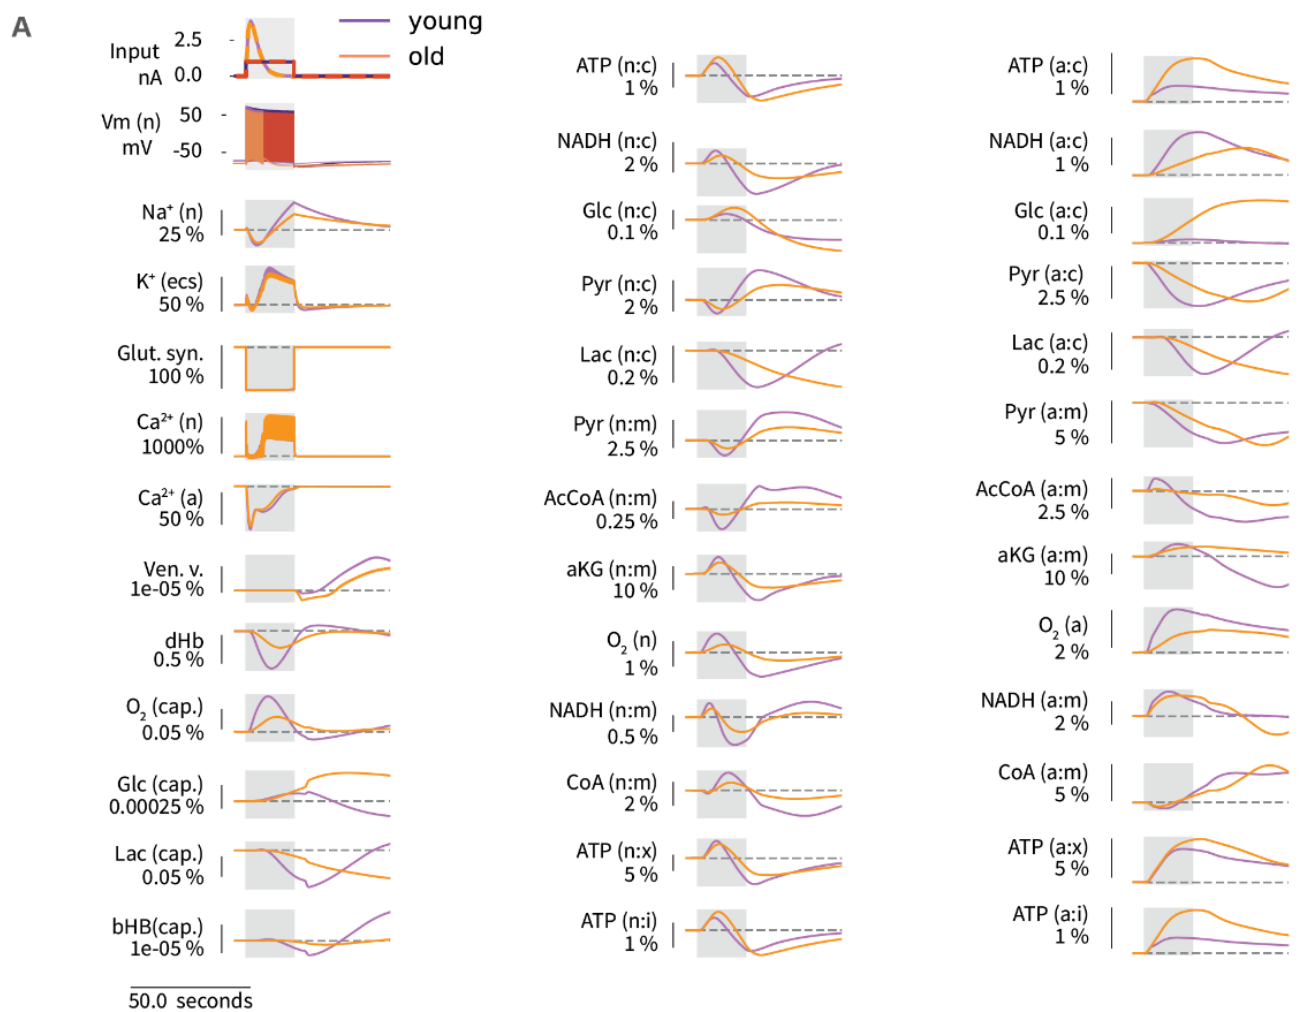 A
young
old
Input
nA
2.5
0.0
Vm (n)
mV
50
-50
Na⁺ (n)
25 %
K⁺ (ecs)
50 %
Glut. syn.
100 %
Ca²⁺ (n)
1000%
Ca²⁺ (a)
50 %
Ven. v.
1e-05 %
dHb
0.5 %
O₂ (cap.)
0.05 %
Glc (cap.)
0.00025 %
Lac (cap.)
0.05 %
bHB(cap.)
1e-05 %
50.0 seconds
ATP (n:c)
1 %
NADH (n:c)
2 %
Glc (n:c)
0.1 %
Pyr (n:c)
2 %
Lac (n:c)
0.2 %
Pyr (n:m)
2.5 %
AcCoA (n:m)
0.25 %
aKG (n:m)
10 %
O₂ (n)
1 %
NADH (n:m)
0.5 %
CoA (n:m)
2 %
ATP (n:x)
5 %
ATP (n:i)
1 %
ATP (a:c)
1 %
NADH (a:c)
1 %
Glc (a:c)
0.1 %
Pyr (a:c)
2.5 %
Lac (a:c)
0.2 %
Pyr (a:m)
5 %
AcCoA (a:m)
2.5 %
aKG (a:m)
10 %
O₂ (a)
2 %
NADH (a:m)
2 %
CoA (a:m)
5 %
ATP (a:x)
5 %
ATP (a:i)
1 %